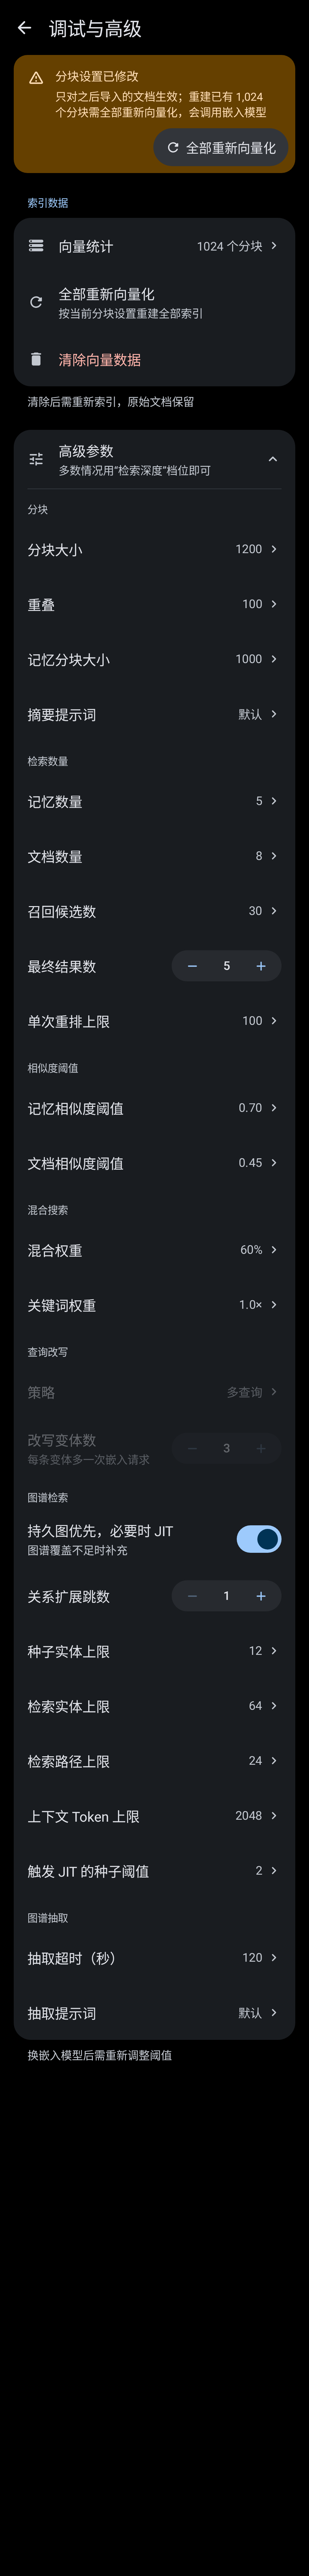 调试与高级
分块设置已修改
只对之后导入的文档生效；重建已有 1,024
个分块需全部重新向量化，会调用嵌入模型
全部重新向量化
索引数据
向量统计 1024 个分块
全部重新向量化
按当前分块设置重建全部索引
清除向量数据
清除后需重新索引，原始文档保留
高级参数
多数情况用“检索深度”档位即可
分块
分块大小 1200
重叠 100
记忆分块大小 1000
摘要提示词 默认
检索数量
记忆数量 5
文档数量 8
召回候选数 30
最终结果数 − 5 +
单次重排上限 100
相似度阈值
记忆相似度阈值 0.70
文档相似度阈值 0.45
混合搜索
混合权重 60%
关键词权重 1.0×
查询改写
策略 多查询
改写变体数 − 3 +
每条变体多一次嵌入请求
图谱检索
持久图优先，必要时 JIT
图谱覆盖不足时补充
关系扩展跳数 − 1 +
种子实体上限 12
检索实体上限 64
检索路径上限 24
上下文 Token 上限 2048
触发 JIT 的种子阈值 2
图谱抽取
抽取超时（秒） 120
抽取提示词 默认
换嵌入模型后需重新调整阈值